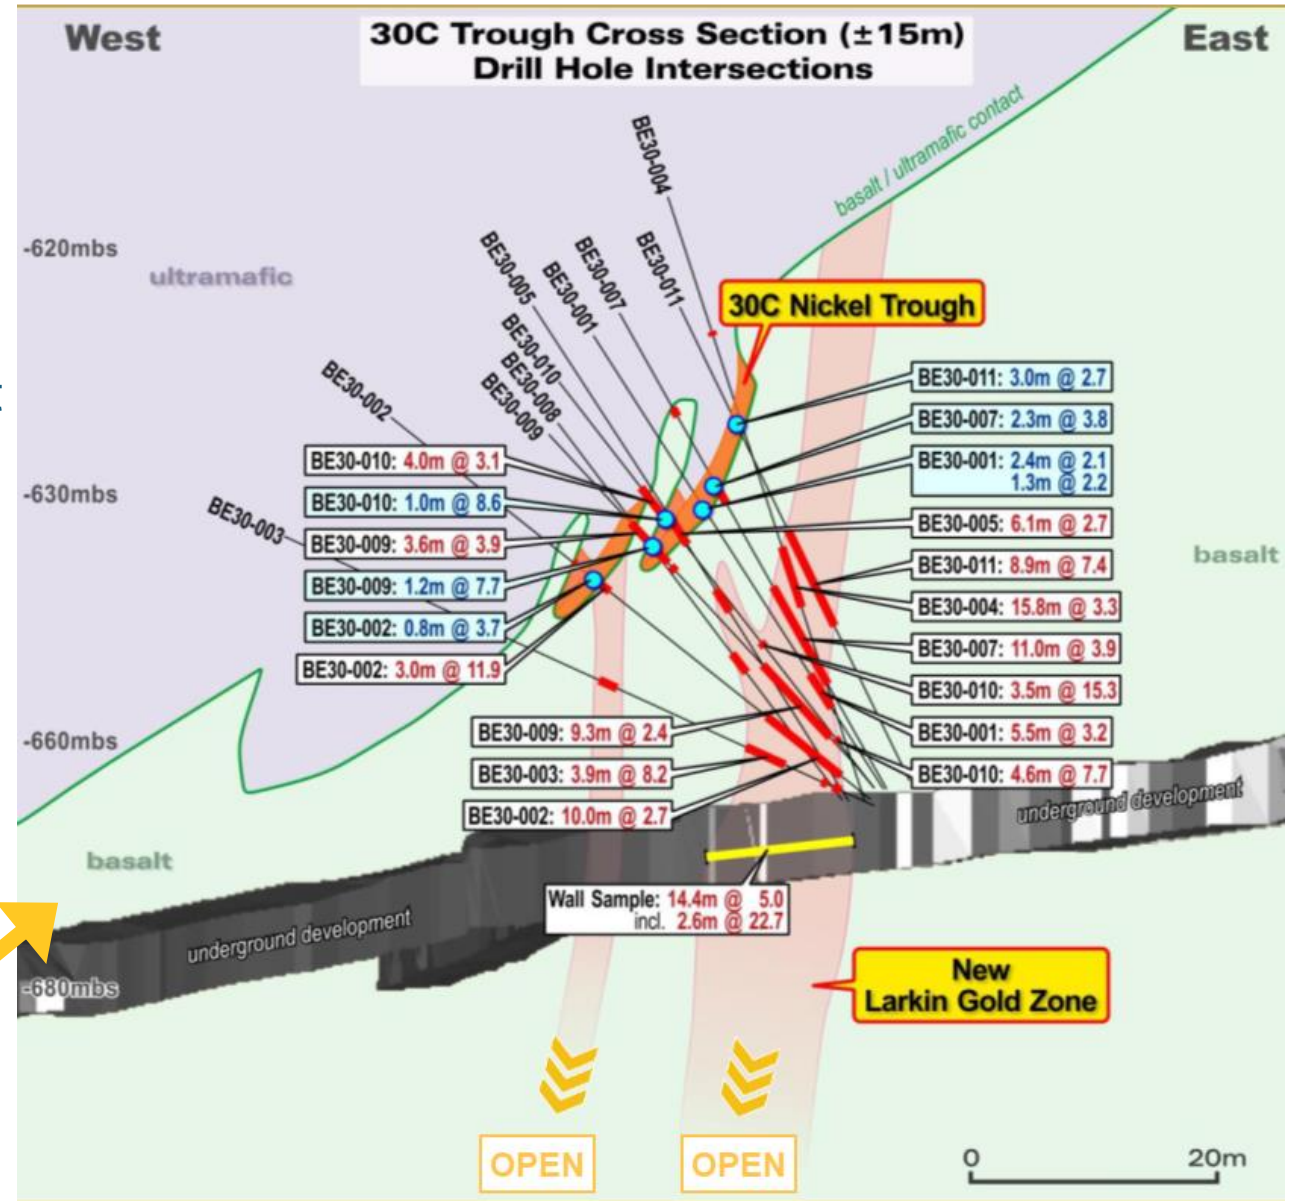 West
30C Trough Cross Section (±15m)
Drill Hole Intersections
East
basalt / ultramafic contact
BE30-004
BE30-011
BE30-007
BE30-005
BE30-001
BE30-010
BE30-008
BE30-009
BE30-002
BE30-003
-620mbs
ultramafic
30C Nickel Trough
BE30-011: 3.0m @ 2.7
BE30-007: 2.3m @ 3.8
BE30-001: 2.4m @ 2.1
1.3m @ 2.2
BE30-005: 6.1m @ 2.7
BE30-011: 8.9m @ 7.4
BE30-004: 15.8m @ 3.3
BE30-007: 11.0m @ 3.9
BE30-010: 3.5m @ 15.3
BE30-001: 5.5m @ 3.2
BE30-010: 4.6m @ 7.7
BE30-010: 4.0m @ 3.1
BE30-010: 1.0m @ 8.6
BE30-009: 3.6m @ 3.9
BE30-009: 1.2m @ 7.7
BE30-002: 0.8m @ 3.7
BE30-002: 3.0m @ 11.9
-630mbs
basalt
-660mbs
BE30-009: 9.3m @ 2.4
BE30-003: 3.9m @ 8.2
BE30-002: 10.0m @ 2.7
underground development
basalt
Wall Sample: 14.4m @ 5.0
incl. 2.6m @ 22.7
underground development
-680mbs
New
Larkin Gold Zone
OPEN
OPEN
0 20m